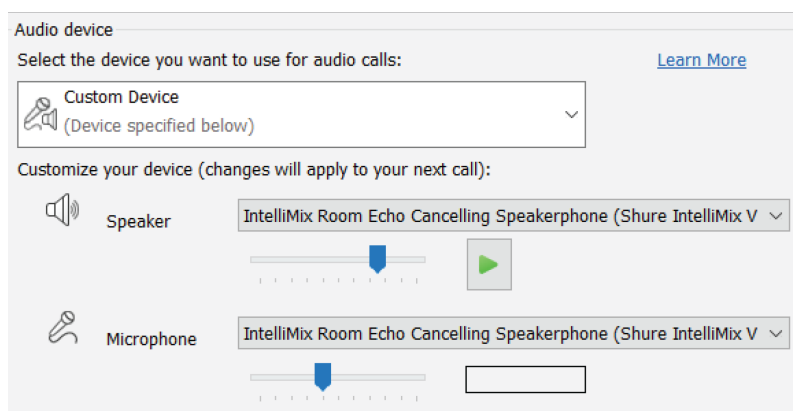 Audio device
Select the device you want to use for audio calls:
Learn More
Custom Device
(Device specified below)
Customize your device (changes will apply to your next call):
Speaker
IntelliMix Room Echo Cancelling Speakerphone (Shure IntelliMix V
Microphone
IntelliMix Room Echo Cancelling Speakerphone (Shure IntelliMix V